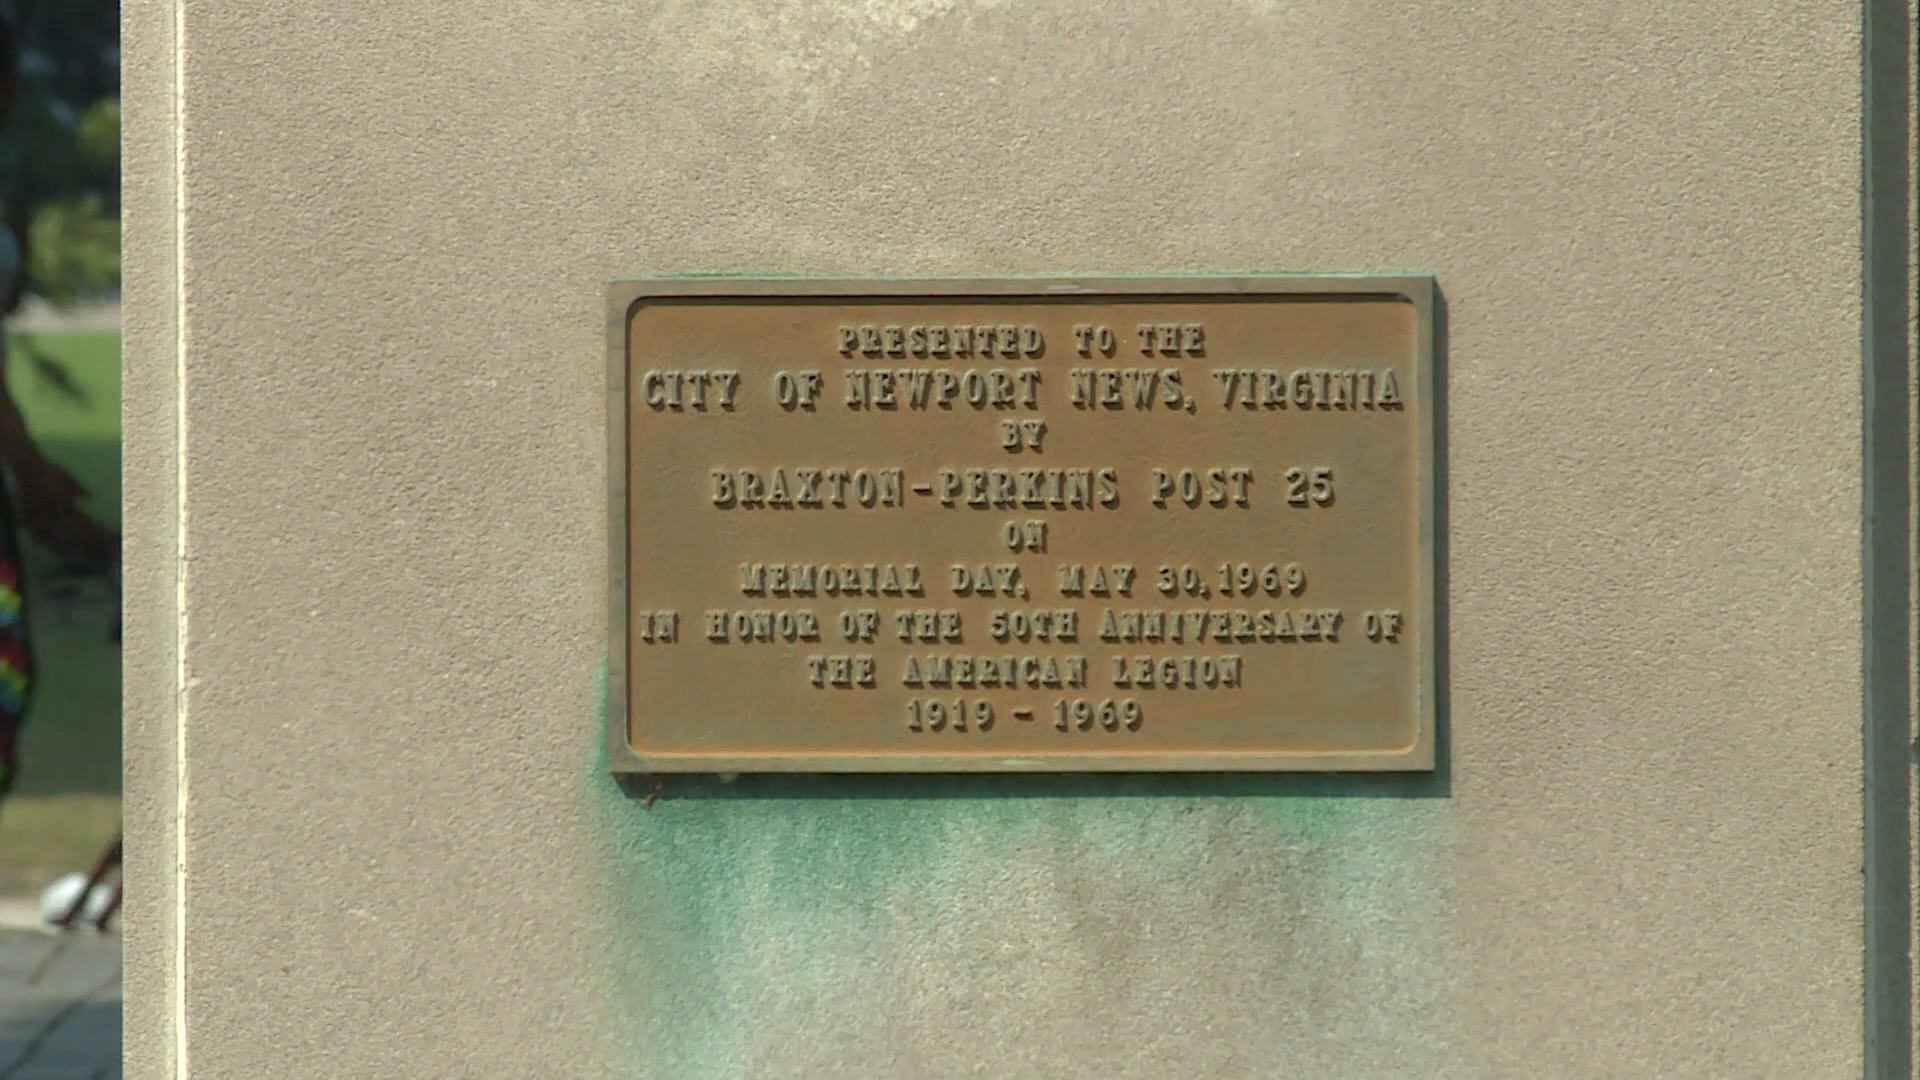 PRESENTED TO THE
CITY OF NEWPORT NEWS, VIRGINIA
BY
BRAXTON-PERKINS POST 25
ON
MEMORIAL DAY, MAY 30, 1969
IN HONOR OF THE 50TH ANNIVERSARY OF
THE AMERICAN LEGION
1919 - 1969